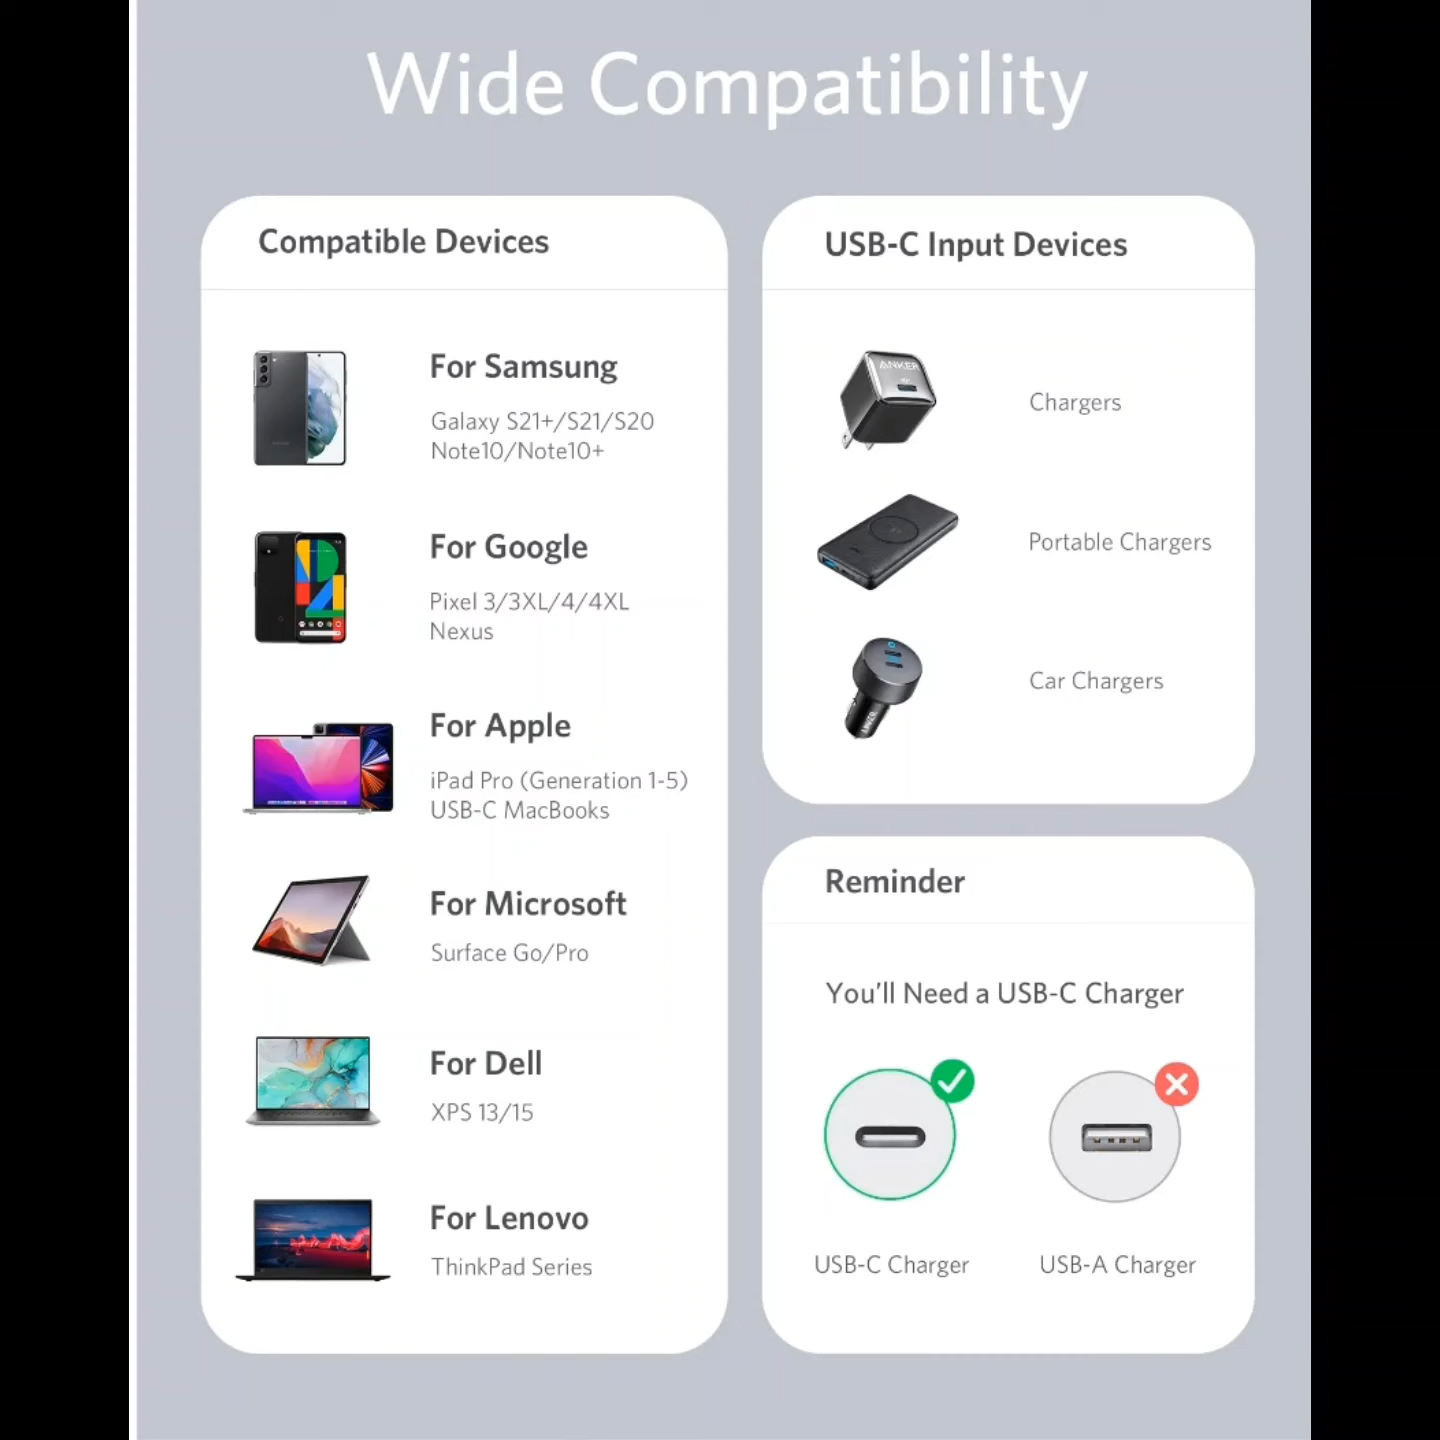 Wide Compatibility
Compatible Devices
For Samsung
Galaxy S21+/S21/S20
Note10/Note10+
For Google
Pixel 3/3XL/4/4XL
Nexus
For Apple
iPad Pro (Generation 1-5)
USB-C MacBooks
For Microsoft
Surface Go/Pro
For Dell
XPS 13/15
For Lenovo
ThinkPad Series
USB-C Input Devices
ANKER
Chargers
Portable Chargers
Car Chargers
Reminder
You'll Need a USB-C Charger
USB-C Charger
USB-A Charger